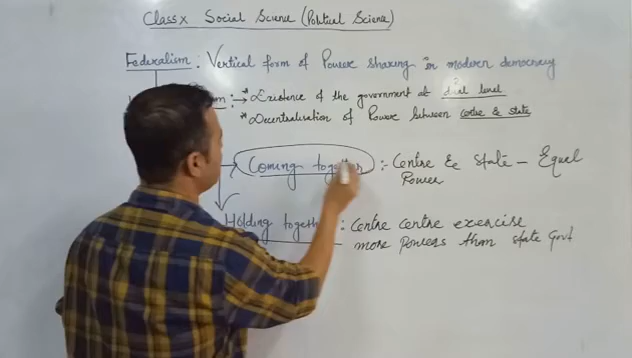 Class X Social Science (Political Science)
Federalism : Vertical form of Power sharing in modern democracy
→ * Existence of the government at dual level
* Decentralisation of Power between centre & state
Coming together :- Centre & State - Equal
Power
Holding together : Centre centre exercise
more Powers than state Govt